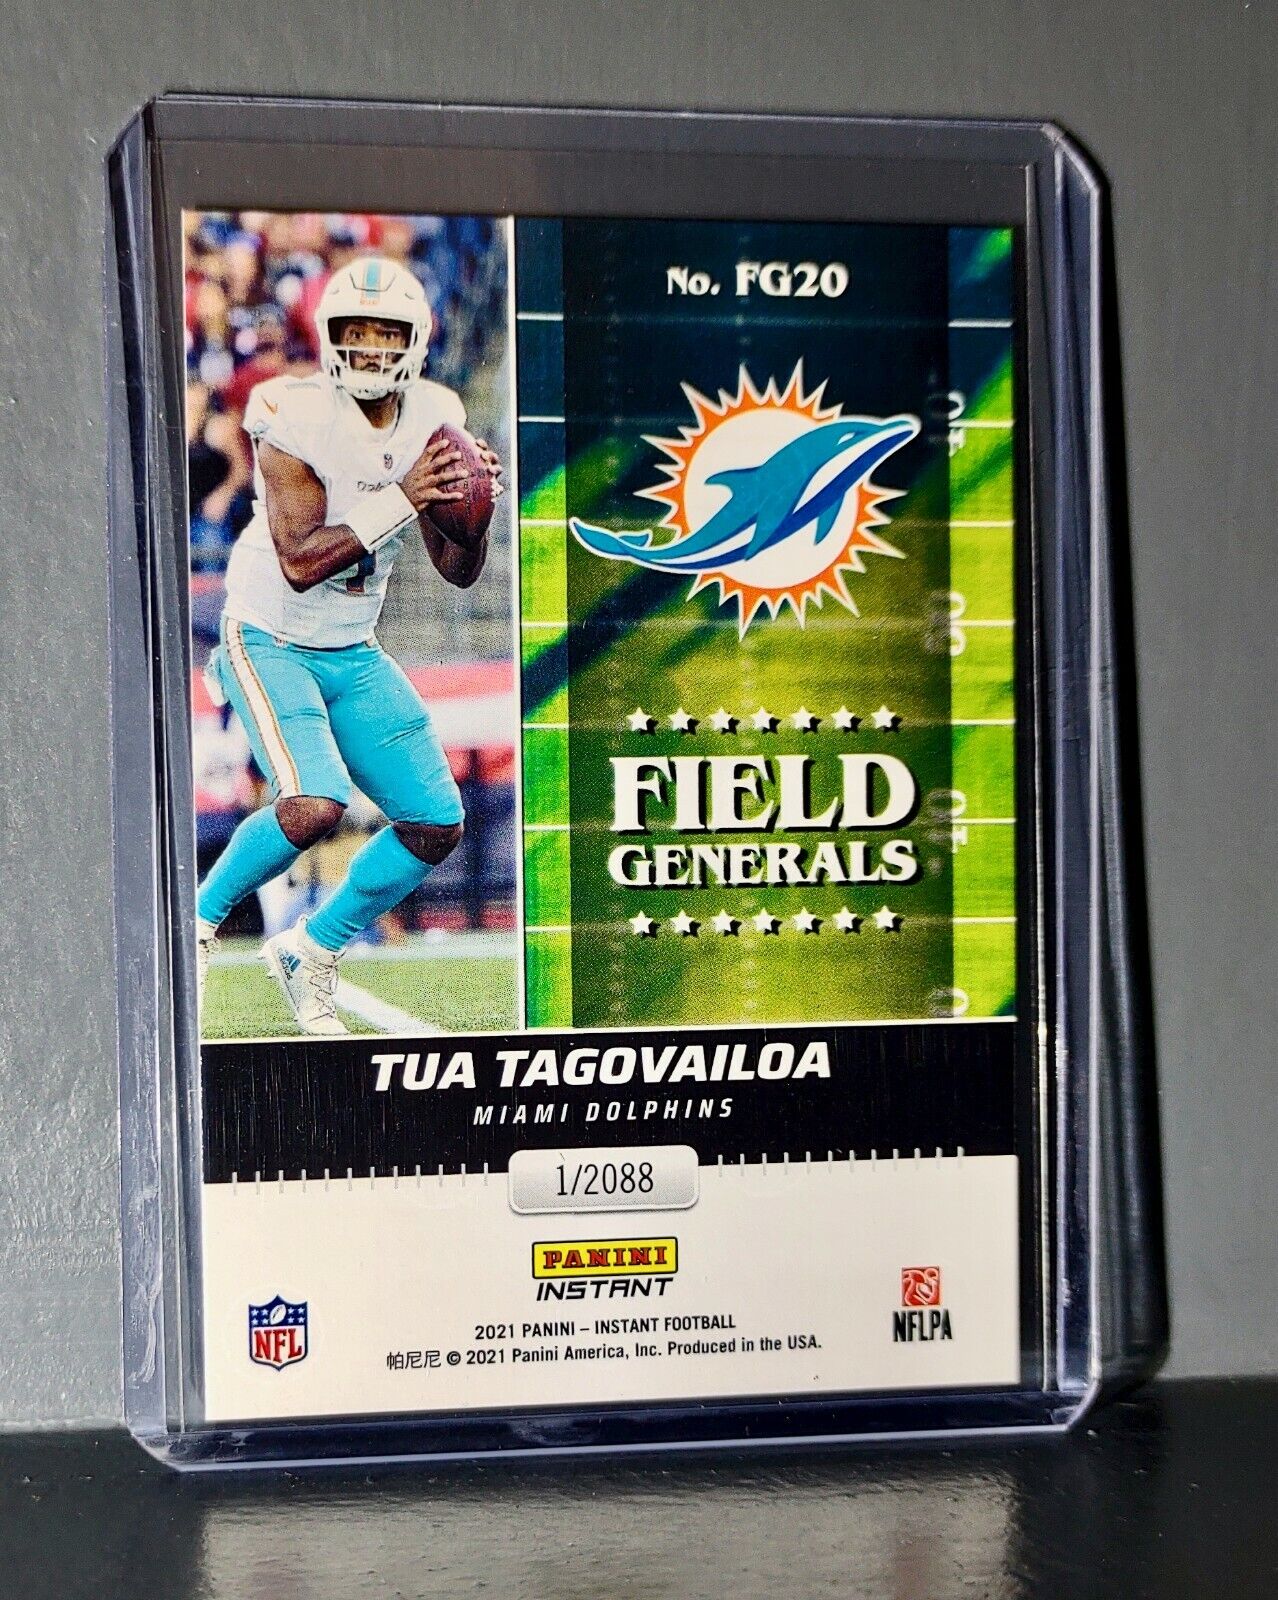 No. FG20
FIELD
GENERALS
TUA TAGOVAILOA
MIAMI DOLPHINS
1/2088
PANINI
INSTANT
2021 PANINI – INSTANT FOOTBALL
帕尼尼 © 2021 Panini America, Inc. Produced in the USA.
NFL
NFLPA